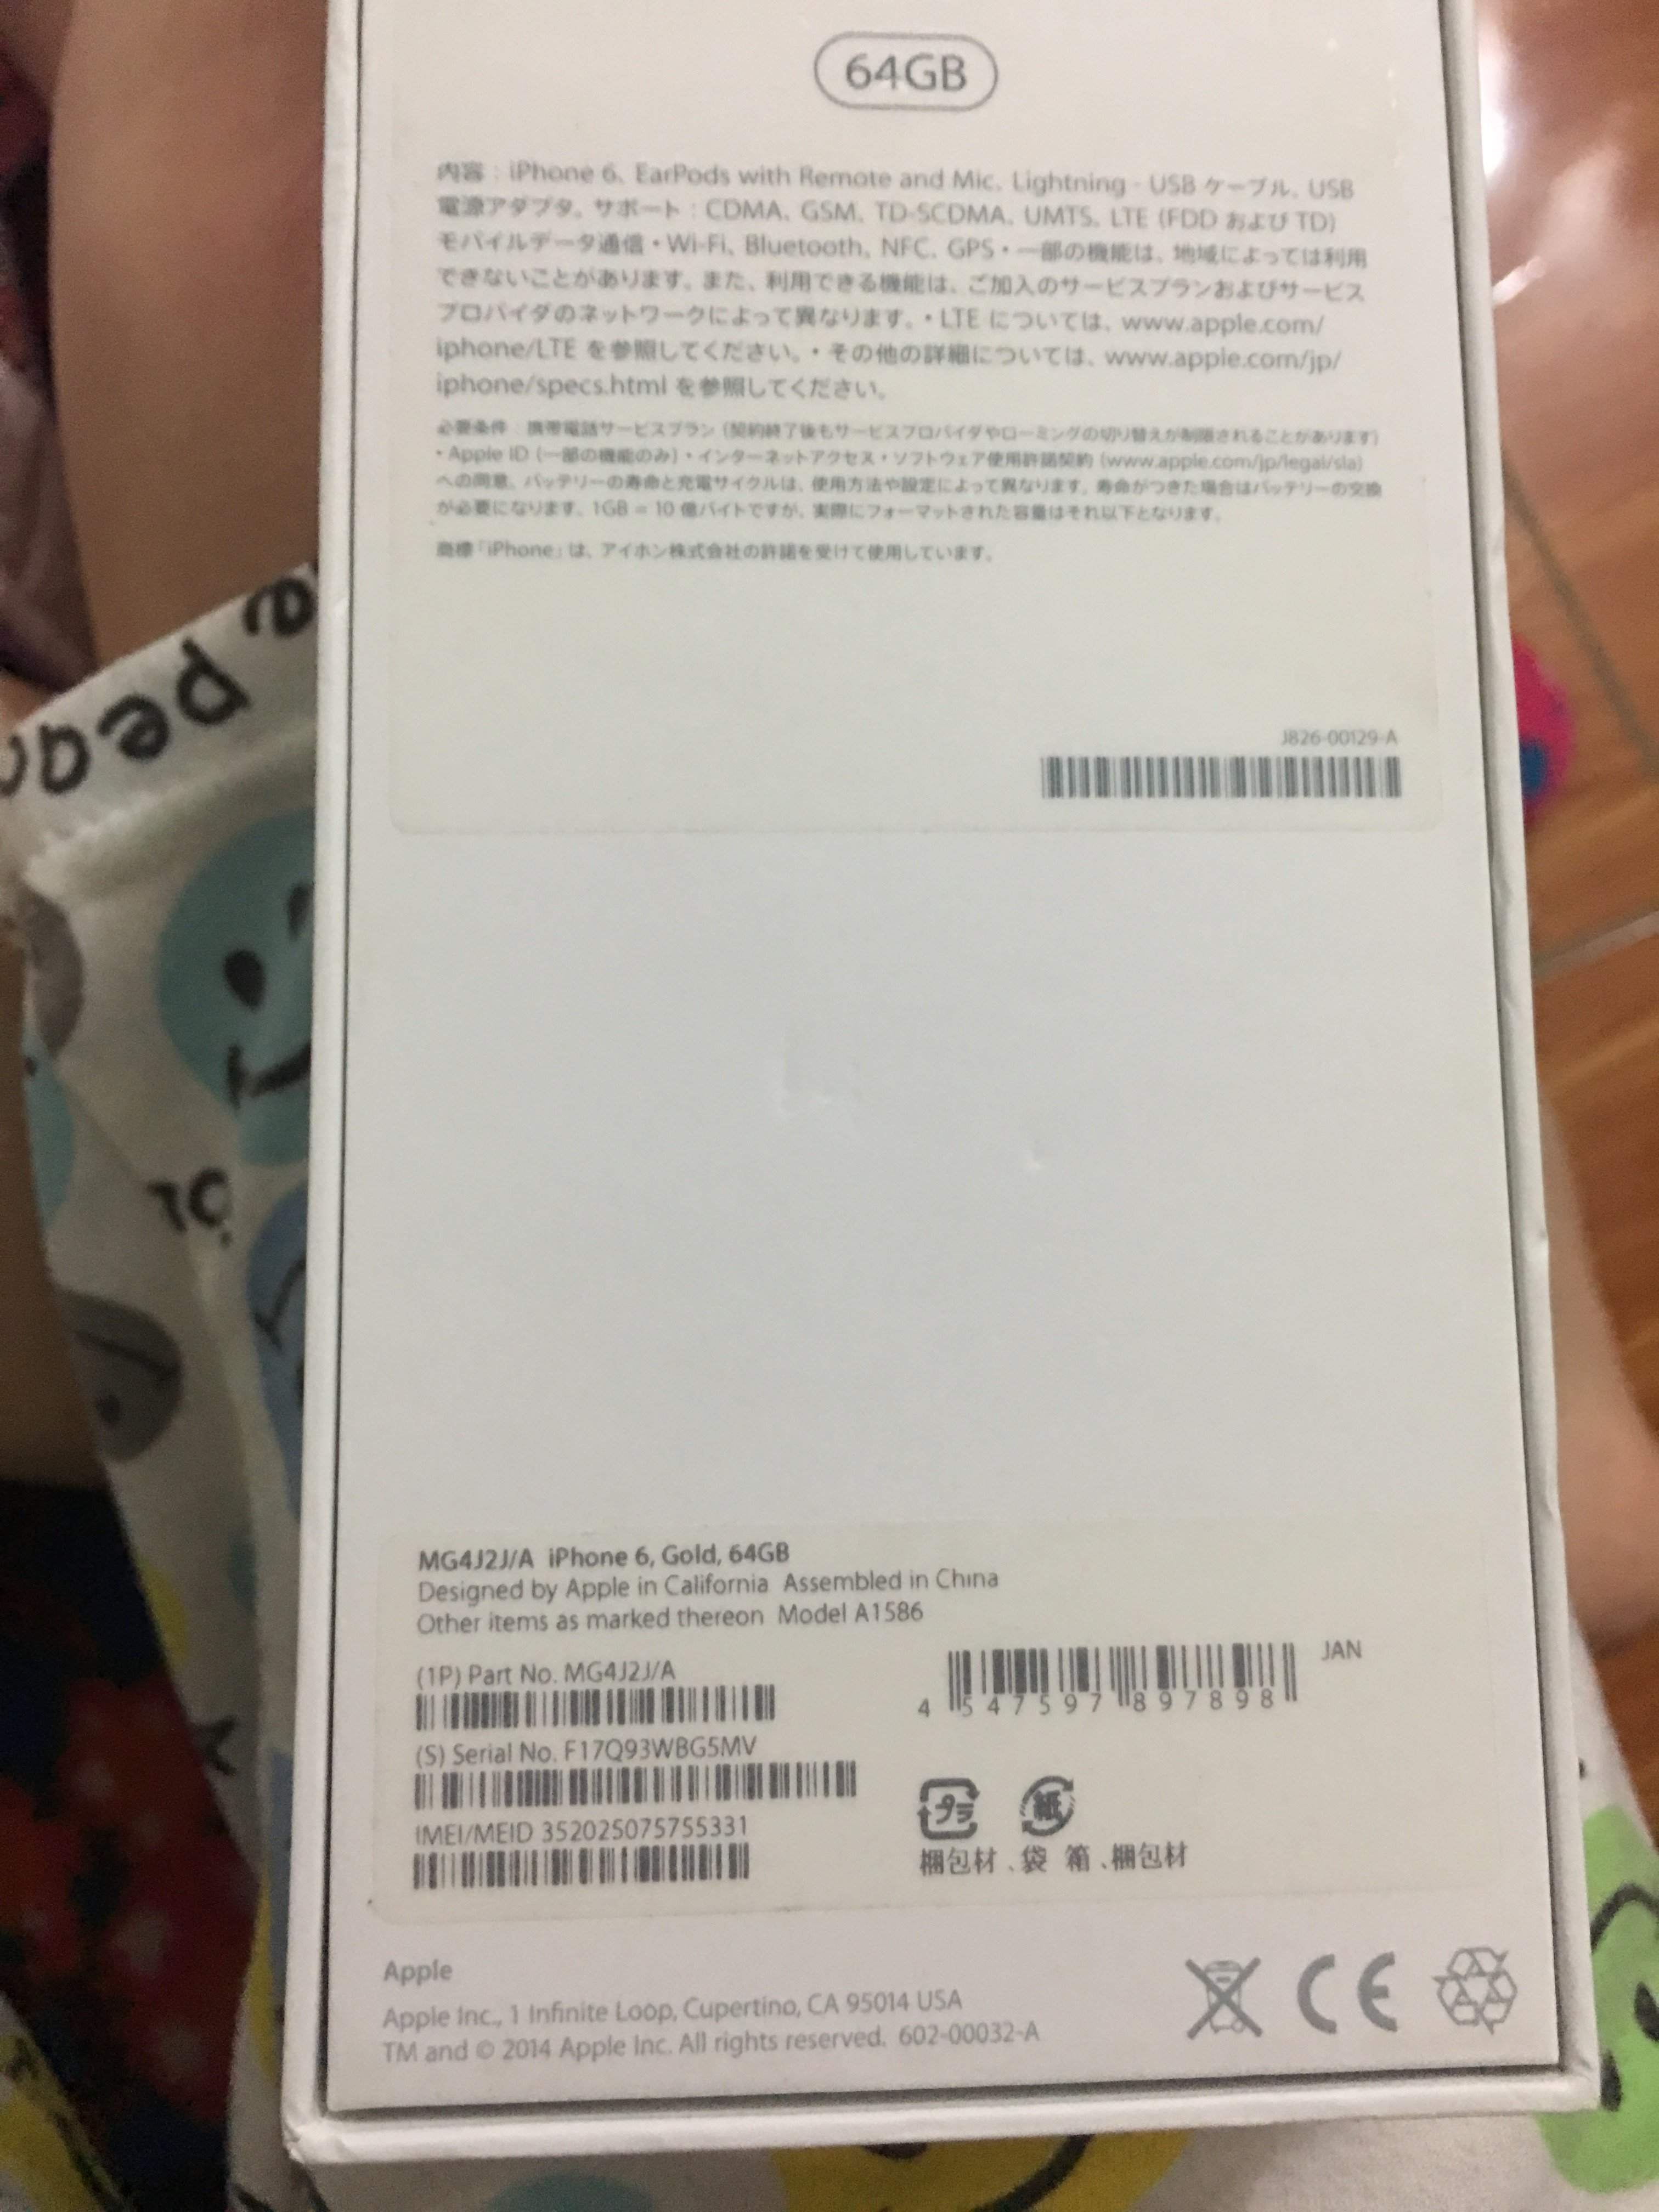 64GB
内容：iPhone 6、EarPods with Remote and Mic、Lightning - USB ケーブル、USB
電源アダプタ。サポート：CDMA、GSM、TD-SCDMA、UMTS、LTE (FDD および TD)
モバイルデータ通信・Wi-Fi、Bluetooth、NFC、GPS・一部の機能は、地域によっては利用
できないことがあります。また、利用できる機能は、ご加入のサービスプランおよびサービス
プロバイダのネットワークによって異なります。・LTE については、www.apple.com/
iphone/LTE を参照してください。・その他の詳細については、www.apple.com/jp/
iphone/specs.html を参照してください。
必要条件：携帯電話サービスプラン (契約終了後もサービスプロバイダやローミングの切り替えが制限されることがあります)
・Apple ID (一部の機能のみ)・インターネットアクセス・ソフトウェア使用許諾契約 (www.apple.com/jp/legal/sla)
への同意。バッテリーの寿命と充電サイクルは、使用方法や設定によって異なります。寿命がつきた場合はバッテリーの交換
が必要になります。1GB = 10 億バイトですが、実際にフォーマットされた容量はそれ以下となります。
商標「iPhone」は、アイホン株式会社の許諾を受けて使用しています。
J826-00129-A
MG4J2J/A iPhone 6, Gold, 64GB
Designed by Apple in California Assembled in China
Other items as marked thereon Model A1586
(1P) Part No. MG4J2J/A
JAN
4 547597 897898
(S) Serial No. F17Q93WBG5MV
IMEI/MEID 352025075755331
プラ 紙
梱包材、袋 箱、梱包材
Apple
Apple Inc., 1 Infinite Loop, Cupertino, CA 95014 USA
TM and © 2014 Apple Inc. All rights reserved. 602-00032-A
CE